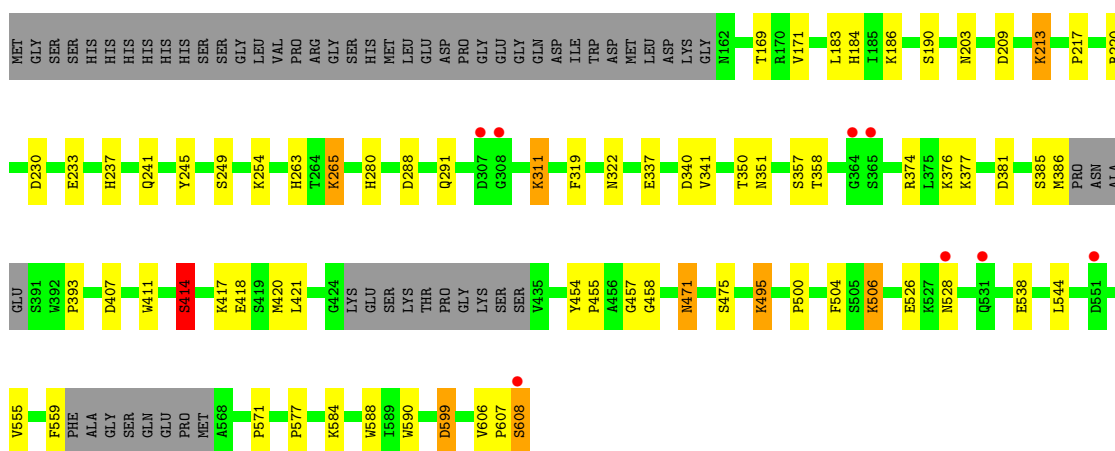 MET GLY SER SER HIS HIS HIS HIS HIS HIS SER SER GLY LEU VAL PRO ARG GLY SER HIS MET LEU GLU ASP PRO GLY GLU GLY GLN ASP ILE TRP ASP MET LEU ASP LYS GLY N162 T169 R170 V171 L183 H184 I185 K186 S190 N203 D209 K213 P217
D230 E233 H237 Q241 Y245 S249 K254 H263 T264 K265 H280 D288 Q291 D307 G308 K311 F319 N322 E337 D340 V341 T350 N351 S357 T358 G364 S365 R374 L375 K376 K377 D381 S385 M386 PRO ASN ALA
GLU S391 W392 P393 D407 W411 S414 K417 E418 S419 M420 L421 G424 LYS GLU SER LYS THR PRO GLY LYS SER SER V435 Y454 P455 A456 G457 G458 N471 S475 K495 P500 F504 S505 K506 E526 K527 N528 Q531 E538 L544 D551
V555 F559 PHE ALA GLY SER GLN GLU PRO MET A568 P571 P577 K584 W588 I589 W590 D599 V606 P607 S608